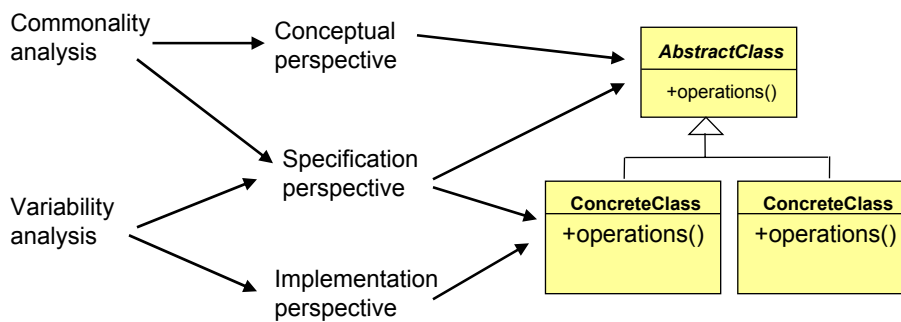 Commonality
analysis
Conceptual
perspective
AbstractClass
+operations()
Specification
perspective
Variability
analysis
ConcreteClass
+operations()
ConcreteClass
+operations()
Implementation
perspective